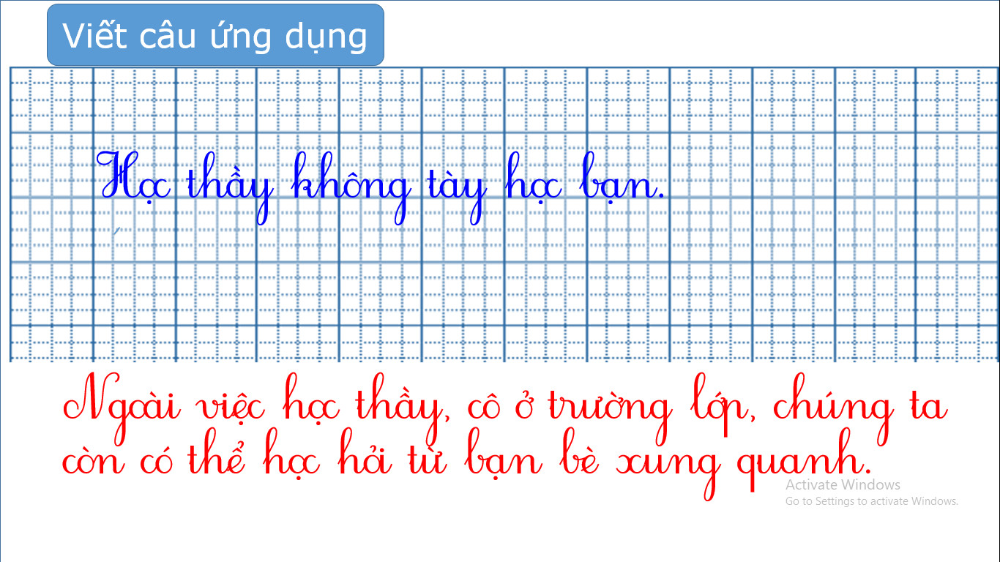 Viết câu ứng dụng
Học thầy không tày học bạn.
Ngoài việc học thầy, cô ở trường lớp, chúng ta
còn có thể học hỏi từ bạn bè xung quanh.
Activate Windows
Go to Settings to activate Windows.